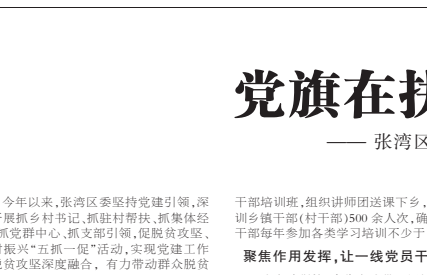 党旗在扶
—— 张湾区
今年以来,张湾区委坚持党建引领,深
开展抓乡村书记、抓驻村帮扶、抓集体经
抓党群中心、抓支部引领,促脱贫攻坚、
村振兴“五抓一促”活动,实现党建工作
脱贫攻坚深度融合，有力带动群众脱贫
干部培训班,组织讲师团送课下乡,
训乡镇干部(村干部)500 余人次,确
干部每年参加各类学习培训不少于
聚焦作用发挥,让一线党员干